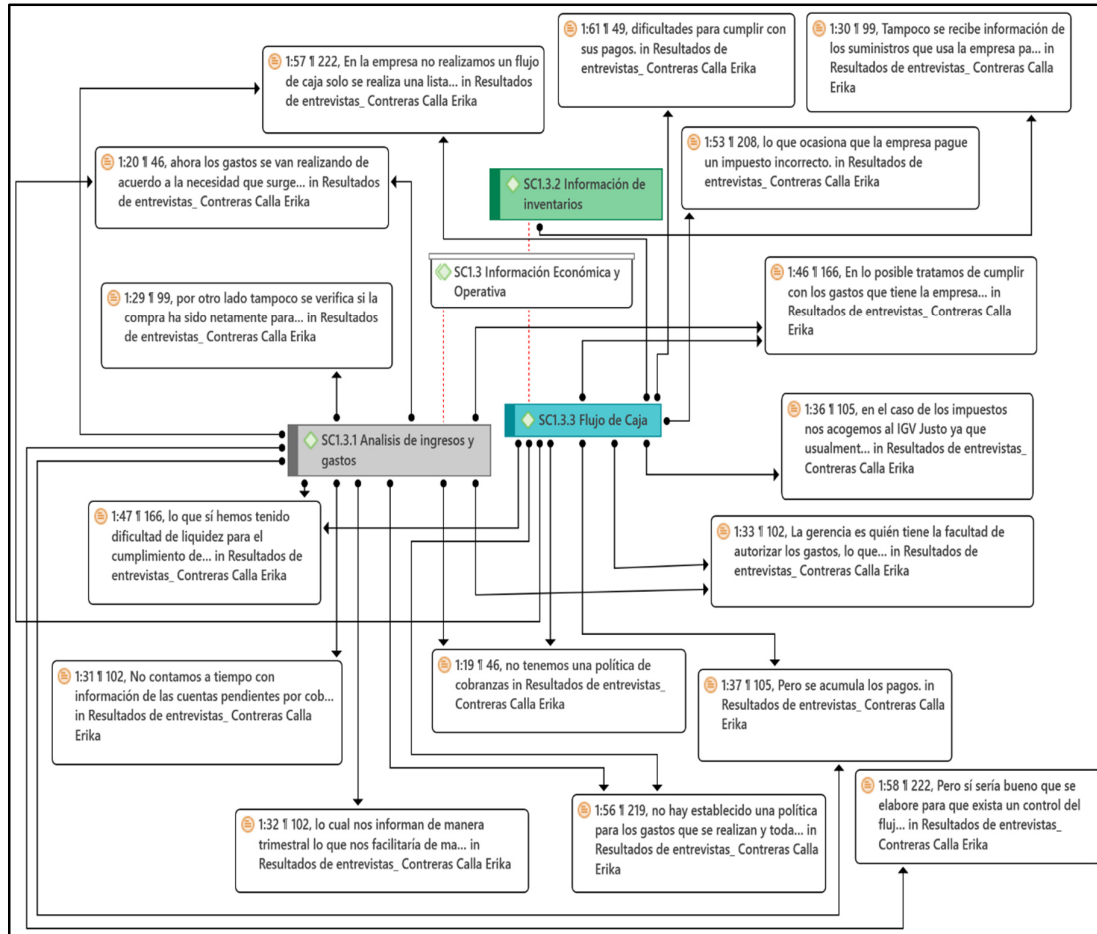 1:61 ¶ 49, dificultades para cumplir con
sus pagos. in Resultados de
entrevistas_ Contreras Calla Erika
1:30 ¶ 99, Tampoco se recibe información de
los suministros que usa la empresa pa... in
Resultados de entrevistas_ Contreras Calla
Erika
1:57 ¶ 222, En la empresa no realizamos un flujo
de caja solo se realiza una lista... in Resultados
de entrevistas_ Contreras Calla Erika
1:53 ¶ 208, lo que ocasiona que la empresa pague
un impuesto incorrecto. in Resultados de
entrevistas_ Contreras Calla Erika
1:20 ¶ 46, ahora los gastos se van realizando de
acuerdo a la necesidad que surge... in Resultados
de entrevistas_ Contreras Calla Erika
SC1.3.2 Información de
inventarios
SC1.3 Información Económica y
Operativa
1:46 ¶ 166, En lo posible tratamos de cumplir
con los gastos que tiene la empresa... in
Resultados de entrevistas_ Contreras Calla
Erika
1:29 ¶ 99, por otro lado tampoco se verifica si la
compra ha sido netamente para... in Resultados
de entrevistas_ Contreras Calla Erika
SC1.3.3 Flujo de Caja
1:36 ¶ 105, en el caso de los impuestos
nos acogemos al IGV Justo ya que
usualment... in Resultados de entrevistas_
Contreras Calla Erika
SC1.3.1 Analisis de ingresos y
gastos
1:47 ¶ 166, lo que sí hemos tenido
dificultad de liquidez para el
cumplimiento de... in Resultados de
entrevistas_ Contreras Calla Erika
1:33 ¶ 102, La gerencia es quién tiene la facultad de
autorizar los gastos, lo que... in Resultados de
entrevistas_ Contreras Calla Erika
1:31 ¶ 102, No contamos a tiempo con
información de las cuentas pendientes por cob...
in Resultados de entrevistas_ Contreras Calla
Erika
1:19 ¶ 46, no tenemos una política de
cobranzas in Resultados de entrevistas_
Contreras Calla Erika
1:37 ¶ 105, Pero se acumula los pagos. in
Resultados de entrevistas_ Contreras Calla
Erika
1:58 ¶ 222, Pero sí sería bueno que se
elabore para que exista un control del
fluj... in Resultados de entrevistas_
Contreras Calla Erika
1:32 ¶ 102, lo cual nos informan de manera
trimestral lo que nos facilitaría de ma... in
Resultados de entrevistas_ Contreras Calla Erika
1:56 ¶ 219, no hay establecido una política
para los gastos que se realizan y toda... in
Resultados de entrevistas_ Contreras Calla
Erika